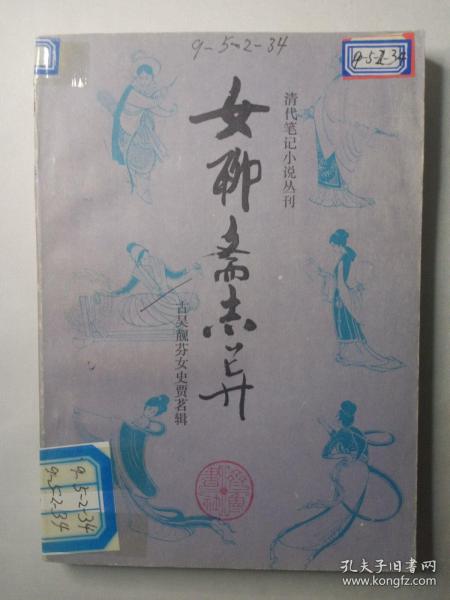 9-5-2-34
9-5-2-34
清代笔记小说丛刊
女聊斋志异
古吴靓芬女史贾茗辑
9-5-2-34
9-5-2-34
孔夫子旧书网
www.kongfz.com